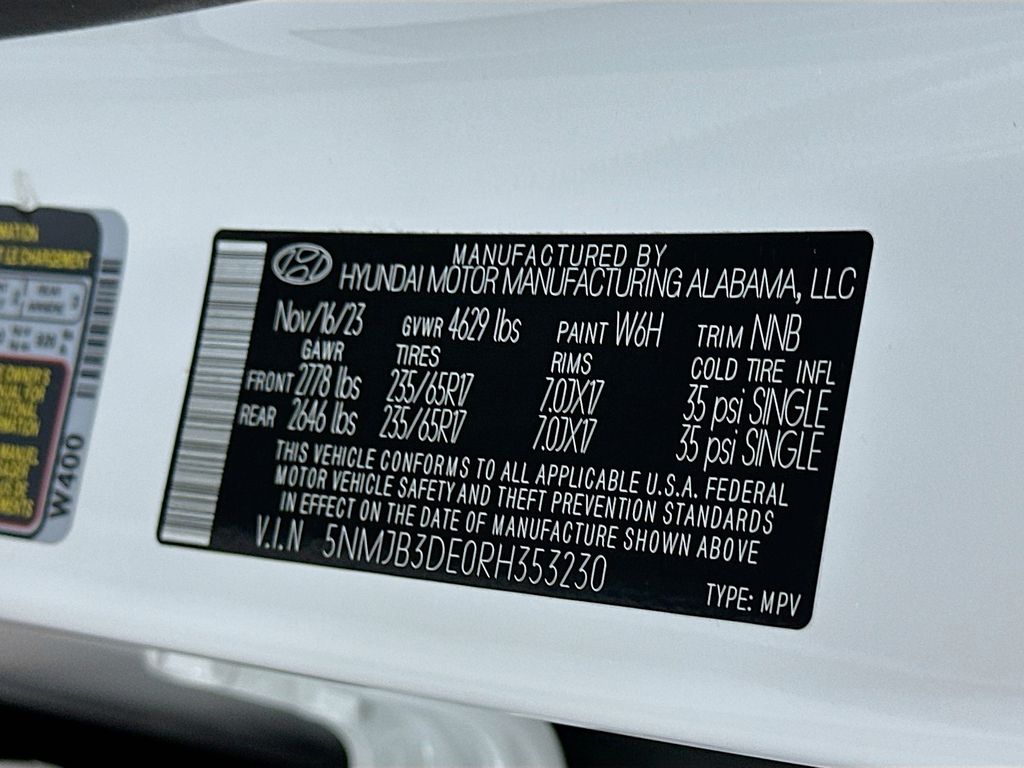 MANUFACTURED BY
HYUNDAI MOTOR MANUFACTURING ALABAMA, LLC
Nov/16/23 GVWR 4629 lbs PAINT W6H TRIM NNB
GAWR TIRES RIMS COLD TIRE INFL
FRONT 2778 lbs 235/65R17 7.0JX17 35 psi SINGLE
REAR 2646 lbs 235/65R17 7.0JX17 35 psi SINGLE
THIS VEHICLE CONFORMS TO ALL APPLICABLE U.S.A. FEDERAL
MOTOR VEHICLE SAFETY AND THEFT PREVENTION STANDARDS
IN EFFECT ON THE DATE OF MANUFACTURE SHOWN ABOVE
V.I.N 5NMJB3DE0RH353230
TYPE: MPV
LE CHARGEMENT
REAR
W400